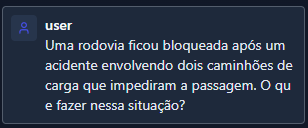 user
Uma rodovia ficou bloqueada após um
acidente envolvendo dois caminhões de
carga que impediram a passagem. O qu
e fazer nessa situação?